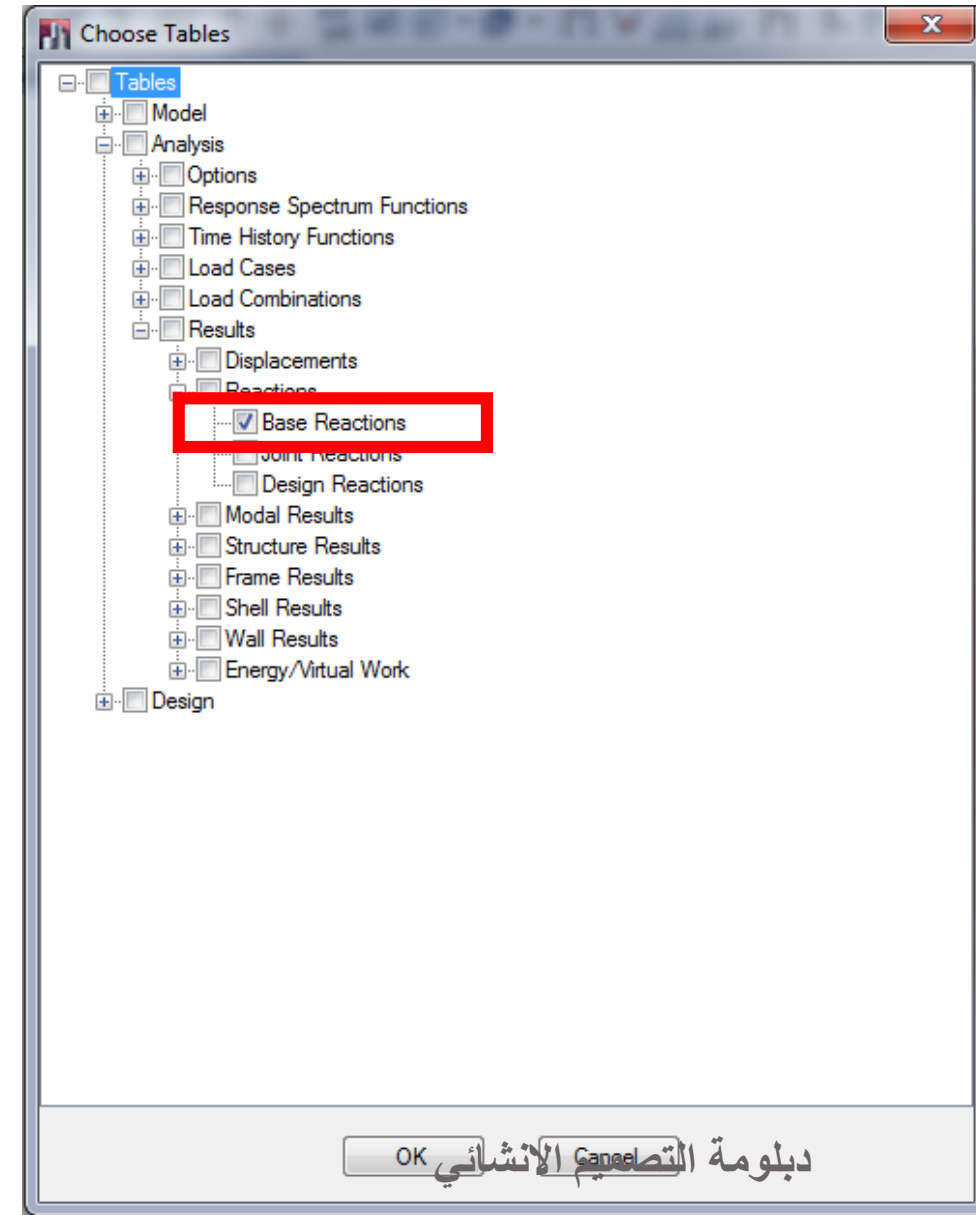 Choose Tables
Tables
Model
Analysis
Options
Response Spectrum Functions
Time History Functions
Load Cases
Load Combinations
Results
Displacements
Reactions
Base Reactions
Joint Reactions
Design Reactions
Modal Results
Structure Results
Frame Results
Shell Results
Wall Results
Energy/Virtual Work
Design
OK Cancel
دبلومة التصميم الانشائي